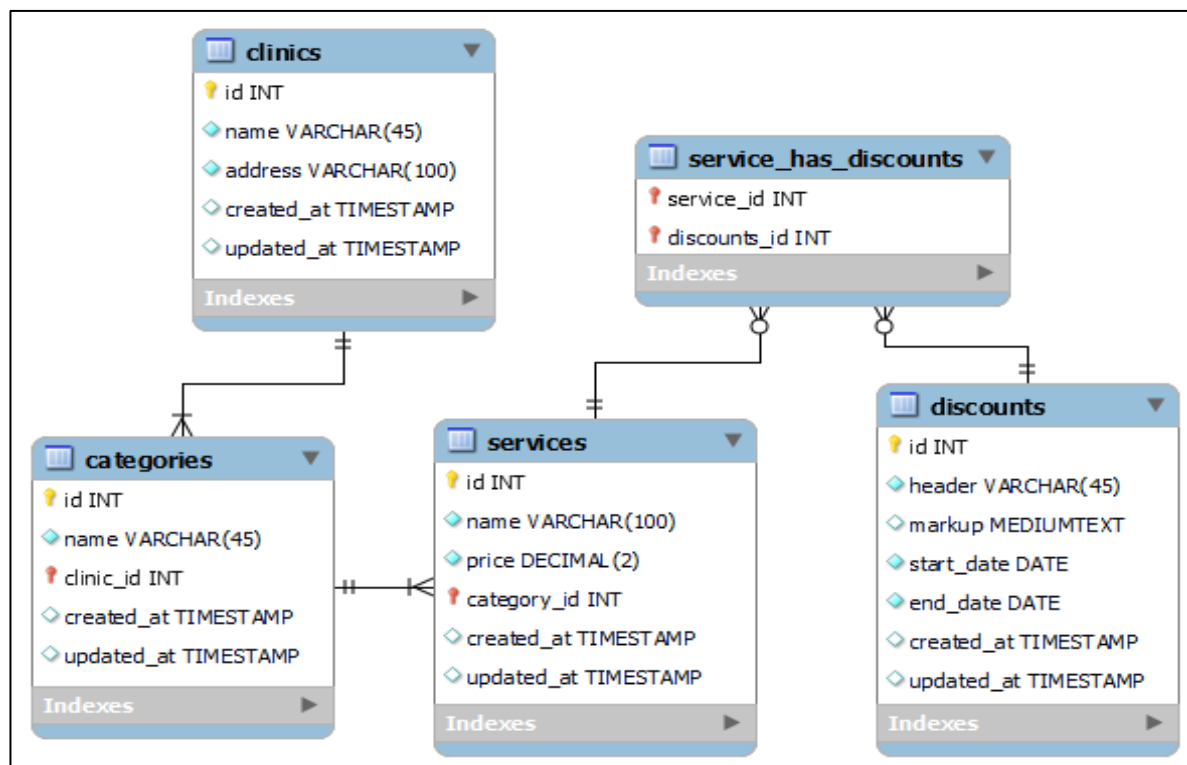 clinics
id INT
name VARCHAR(45)
address VARCHAR(100)
created_at TIMESTAMP
updated_at TIMESTAMP
Indexes
service_has_discounts
service_id INT
discounts_id INT
Indexes
categories
id INT
name VARCHAR(45)
clinic_id INT
created_at TIMESTAMP
updated_at TIMESTAMP
Indexes
services
id INT
name VARCHAR(100)
price DECIMAL(2)
category_id INT
created_at TIMESTAMP
updated_at TIMESTAMP
Indexes
discounts
id INT
header VARCHAR(45)
markup MEDIUMTEXT
start_date DATE
end_date DATE
created_at TIMESTAMP
updated_at TIMESTAMP
Indexes